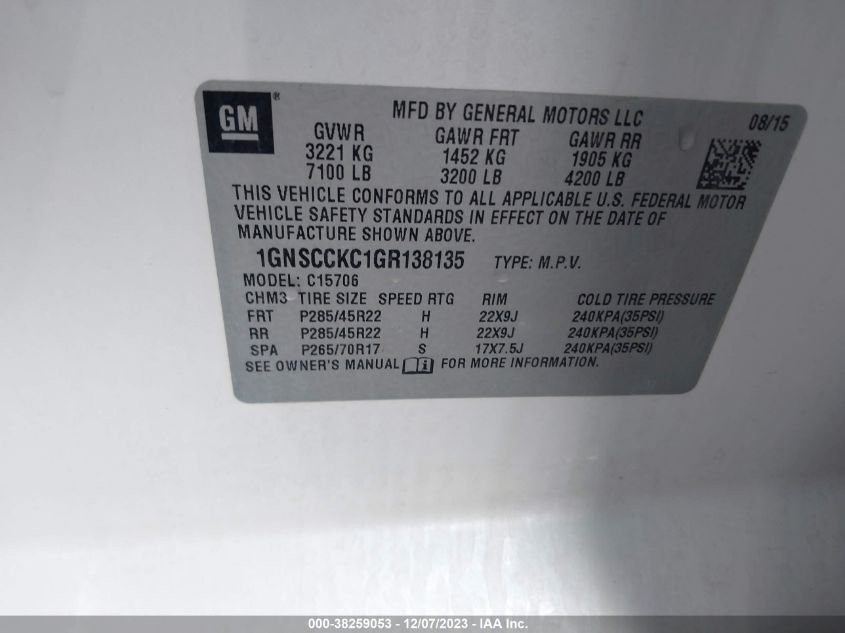 GM®
MFD BY GENERAL MOTORS LLC
08/15
GVWR GAWR FRT GAWR RR
3221 KG 1452 KG 1905 KG
7100 LB 3200 LB 4200 LB
THIS VEHICLE CONFORMS TO ALL APPLICABLE U.S. FEDERAL MOTOR
VEHICLE SAFETY STANDARDS IN EFFECT ON THE DATE OF
MANUFACTURE SHOWN ABOVE.
1GNSCCKC1GR138135 TYPE: M.P.V.
MODEL: C15706
CHM3 TIRE SIZE SPEED RTG RIM COLD TIRE PRESSURE
FRT P285/45R22 H 22X9J 240KPA(35PSI)
RR P285/45R22 H 22X9J 240KPA(35PSI)
SPA P265/70R17 S 17X7.5J 240KPA(35PSI)
SEE OWNER'S MANUAL i FOR MORE INFORMATION.
000-38259053 - 12/07/2023 - IAA Inc.